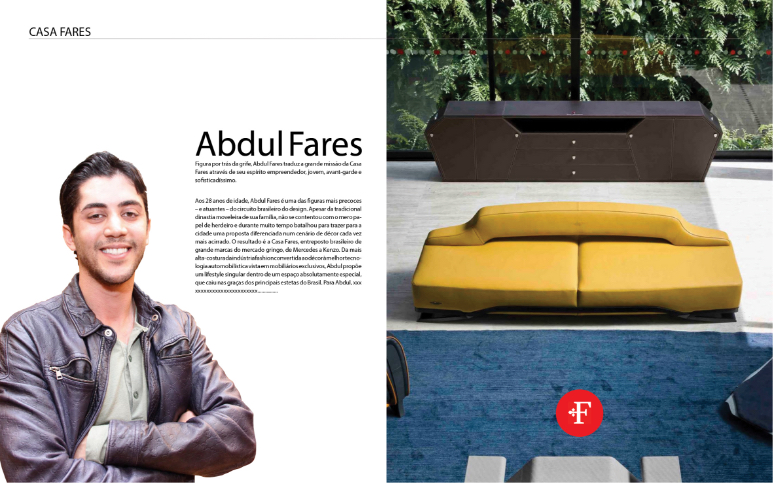 CASA FARES
Abdul Fares
Figura por trás da grife, Abdul Fares traduz a grande missão da Casa
Fares através de seu espírito empreendedor, jovem, avant-garde e
sofisticadíssimo.
Aos 28 anos de idade, Abdul Fares é uma das figuras mais precoces
– e atuantes – do circuito brasileiro do design. Apesar da tradicional
dinastia moveleira de sua família, não se contentou com o mero pa-
pel de herdeiro e durante muito tempo batalhou para trazer para a
cidade uma proposta diferenciada num cenário de décor cada vez
mais acirrado. O resultado é a Casa Fares, entreposto brasileiro de
grande marcas do mercado gringo, de Mercedes a Kenzo. Da mais
alta-costura da indústria fashion convertida ao décor à melhor tecno-
logia automobilística vista em mobiliários exclusivos, Abdul propõe
um lifestyle singular dentro de um espaço absolutamente especial,
que caiu nas graças dos principais estetas do Brasil. Para Abdul, xxx
F